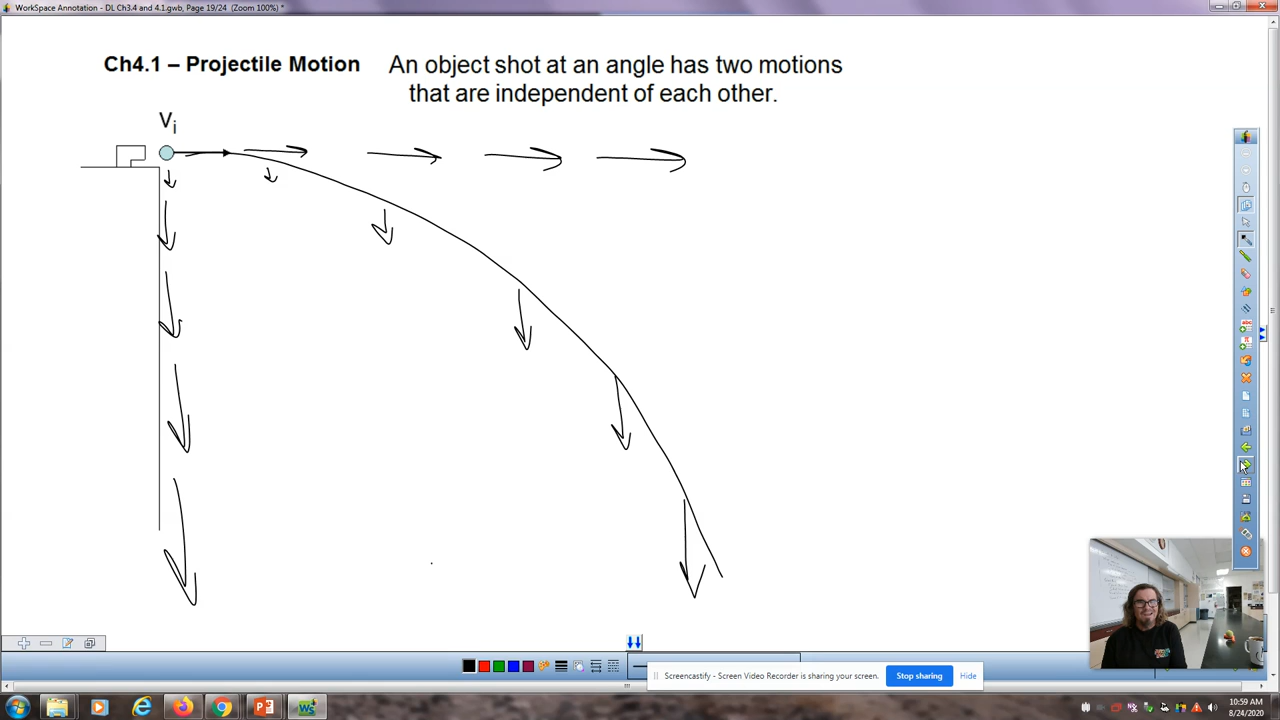 WorkSpace Annotation - DL Ch3.4 and 4.1.gwb, Page 19/24 (Zoom 100%) *
Ch4.1 – Projectile Motion An object shot at an angle has two motions
that are independent of each other.
Vi
Screencastify - Screen Video Recorder is sharing your screen. Stop sharing Hide
10:59 AM
8/24/2020